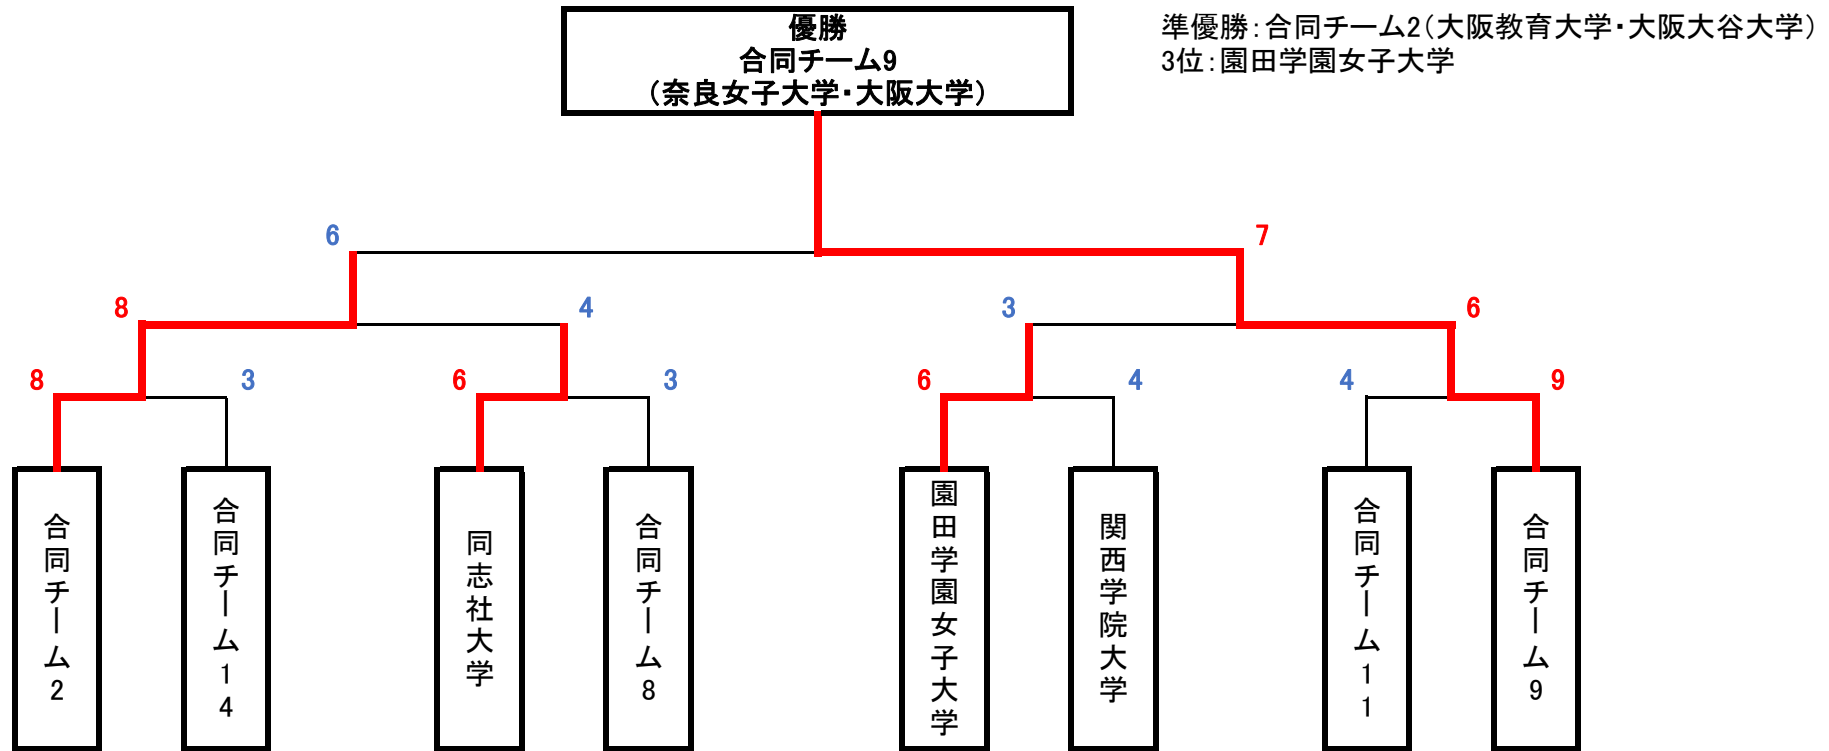 優勝
合同チーム9
（奈良女子大学・大阪大学）
準優勝：合同チーム2（大阪教育大学・大阪大谷大学）
3位：園田学園女子大学
6
7
8
4
3
6
8
3
6
3
6
4
4
9
合同チーム2
合同チーム14
同志社大学
合同チーム8
園田学園女子大学
関西学院大学
合同チーム11
合同チーム9